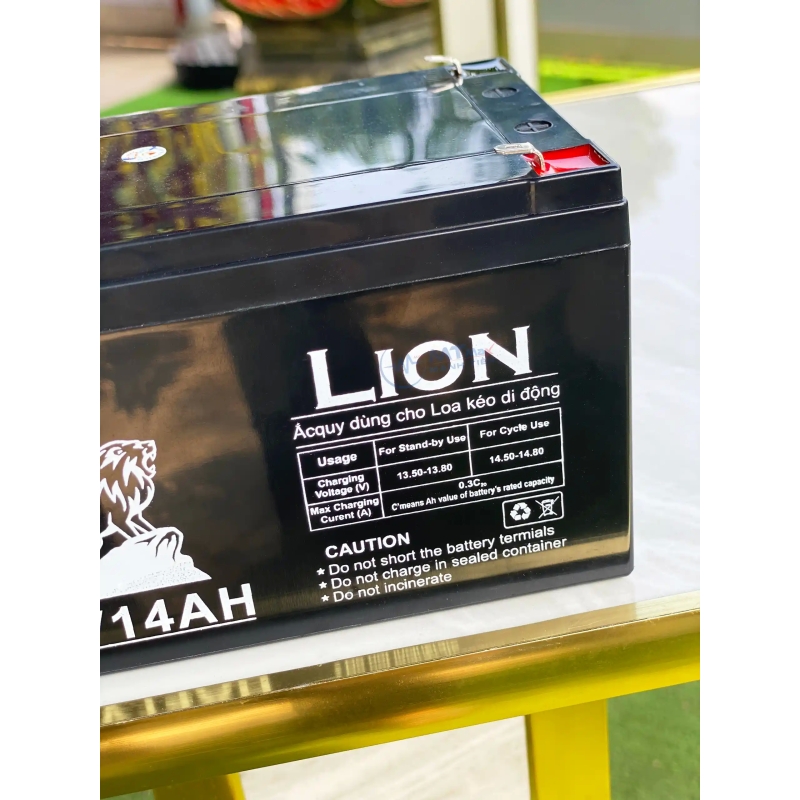 LION
Ắcquy dùng cho Loa kéo di động
Usage For Stand-by Use For Cycle Use
Charging Voltage (V) 13.50-13.80 14.50-14.80
Max Charging Curent (A) 0.3C₂₀
C'means Ah value of battery's rated capacity
CAUTION
★ Do not short the battery termials
★ Do not charge in sealed container
★ Do not incinerate
/14AH